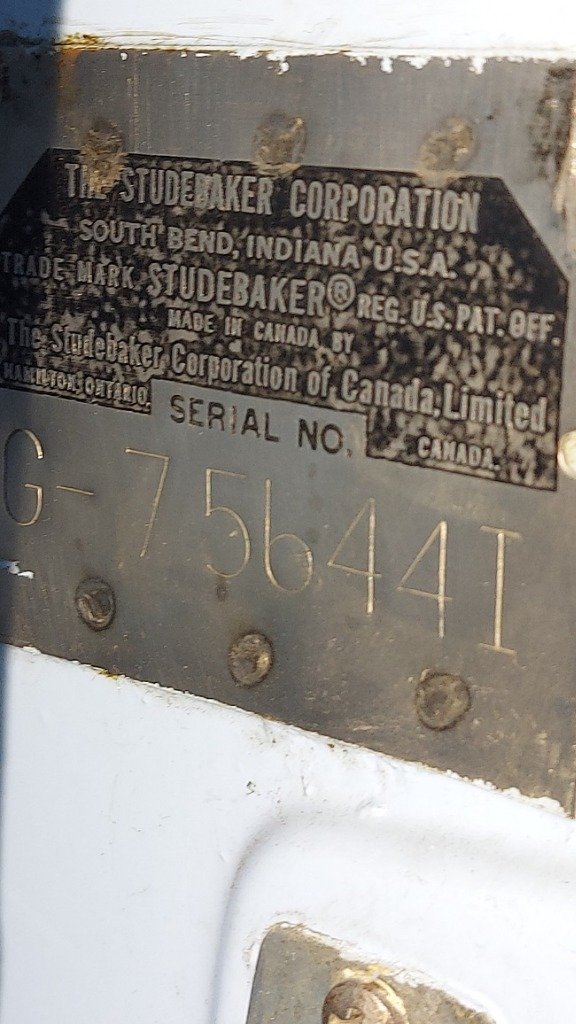 THE STUDEBAKER CORPORATION
SOUTH BEND, INDIANA, U.S.A.
TRADE MARK STUDEBAKER® REG. U.S. PAT. OFF.
MADE IN CANADA BY
The Studebaker Corporation of Canada, Limited
HAMILTON, ONTARIO. CANADA.
SERIAL NO.
G-756441